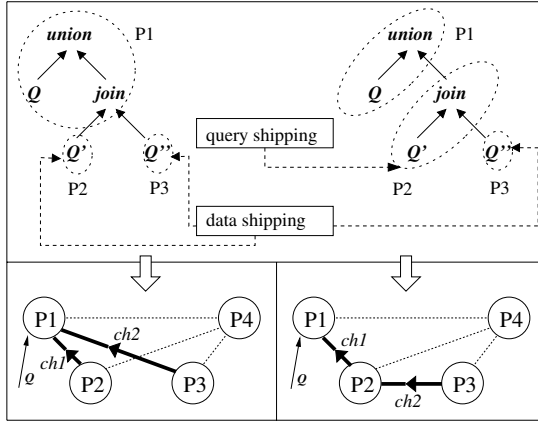 union P1
Q join
Q' Q''
P2 P3
union P1
Q join
Q' Q''
P2 P3
query shipping
data shipping
P1 P4
ch2
ch1
Q P2 P3
P1 P4
ch1
Q P2 ch2 P3